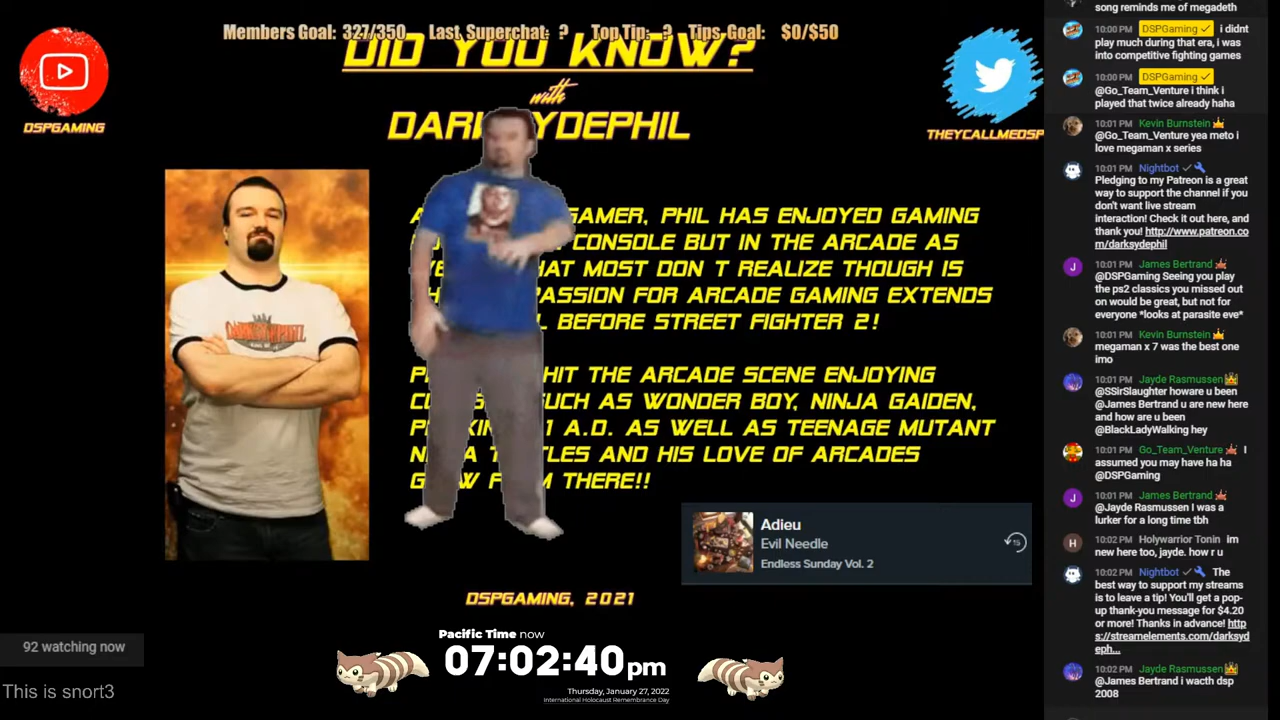 Members Goal: 327/350 Last Superchat: ? Top Tip: ? Tips Goal: $0/$50
DID YOU KNOW?
with
DARK YDEPHIL
DSPGAMING
THEYCALLMEDSP
GAMER, PHIL HAS ENJOYED GAMING
CONSOLE BUT IN THE ARCADE AS
HAT MOST DON T REALIZE THOUGH IS
PASSION FOR ARCADE GAMING EXTENDS
BEFORE STREET FIGHTER 2!
HIT THE ARCADE SCENE ENJOYING
SUCH AS WONDER BOY, NINJA GAIDEN,
1 A.D. AS WELL AS TEENAGE MUTANT
AND HIS LOVE OF ARCADES
THERE!!
Adieu
Evil Needle
Endless Sunday Vol. 2
15
DSPGAMING, 2021
Pacific Time now
07:02:40pm
Thursday, January 27, 2022
International Holocaust Remembrance Day
92 watching now
This is snort3
song reminds me of megadeth
10:00 PM DSPGaming i didnt
play much during that era, i was
into competitive fighting games
10:00 PM DSPGaming
@Go_Team_Venture i think i
played that twice already haha
10:01 PM Kevin Burnstein
@Go_Team_Venture yea meto i
love megaman x series
10:01 PM Nightbot
Pledging to my Patreon is a great
way to support the channel if you
don't want live stream
interaction! Check it out here, and
thank you! http://www.patreon.co
m/darksydephil
10:01 PM James Bertrand
@DSPGaming Seeing you play
the ps2 classics you missed out
on would be great, but not for
everyone *looks at parasite eve*
10:01 PM Kevin Burnstein
megaman x 7 was the best one
imo
10:01 PM Jayde Rasmussen
@SSirSlaughter howare u been
@James Bertrand u are new here
and how are u been
@BlackLadyWalking hey
10:01 PM Go_Team_Venture I
assumed you may have ha ha
@DSPGaming
10:01 PM James Bertrand
@Jayde Rasmussen I was a
lurker for a long time tbh
10:02 PM Holywarrior Tonin im
new here too, jayde. how r u
10:02 PM Nightbot The
best way to support my streams
is to leave a tip! You'll get a pop-
up thank-you message for $4.20
or more! Thanks in advance! http
s://streamelements.com/darksyd
eph...
10:02 PM Jayde Rasmussen
@James Bertrand i wacth dsp
2008